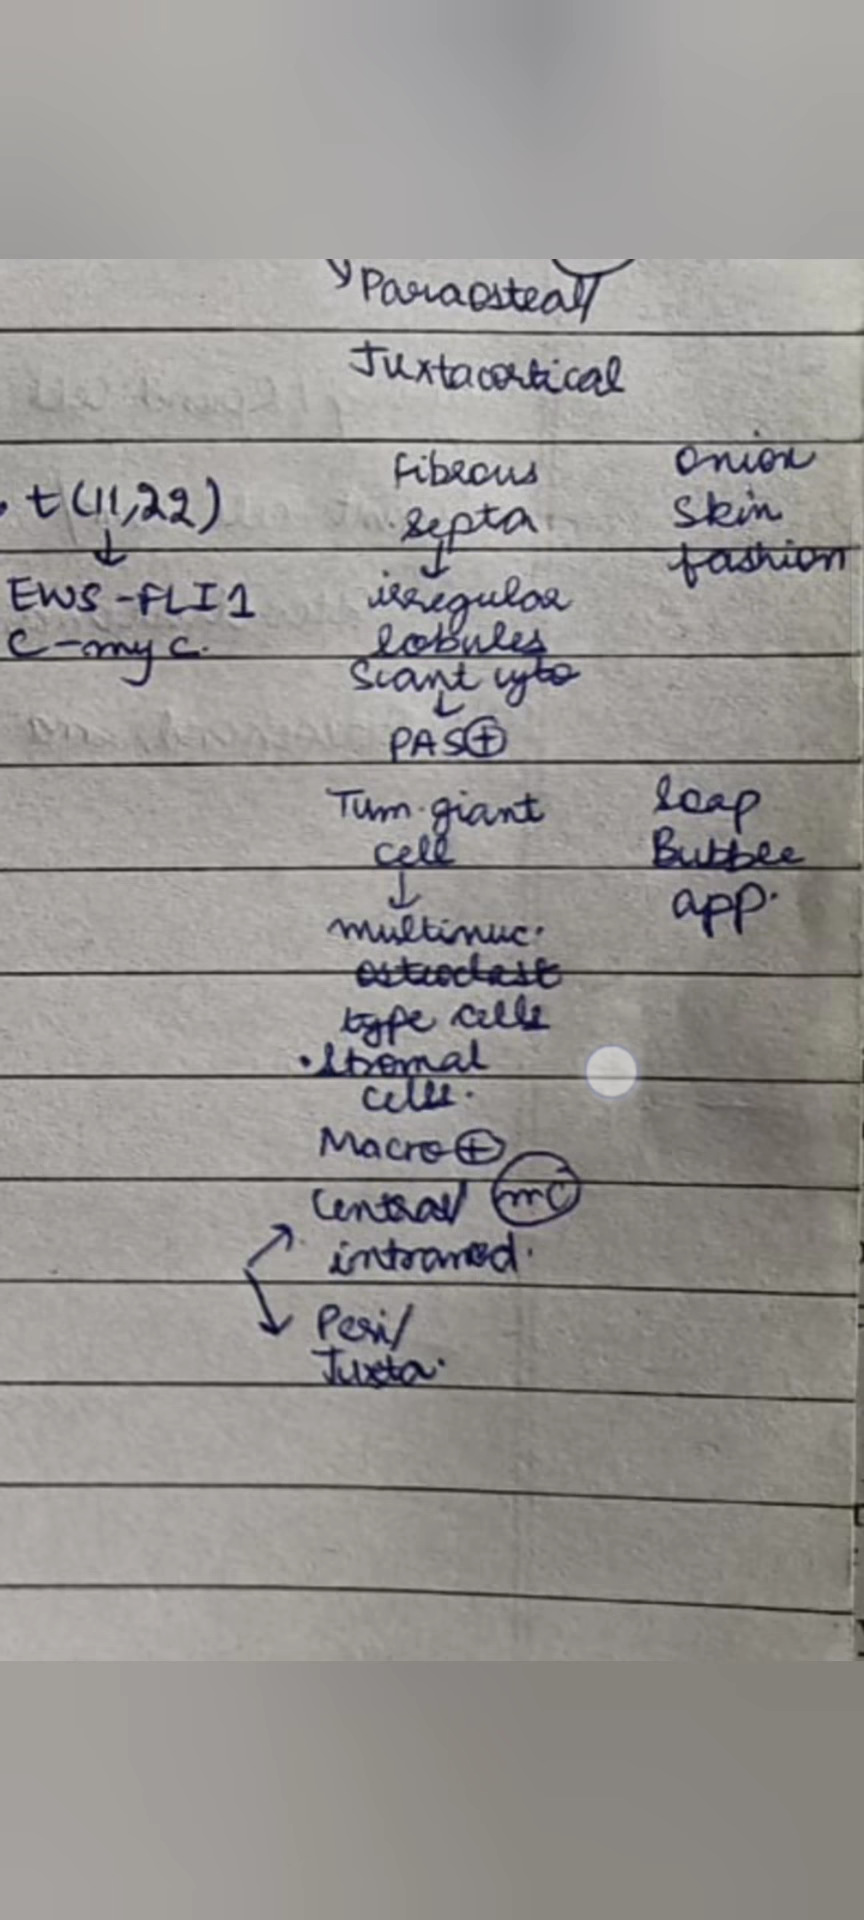 Paraosteal/
Juxtacortical
• t(11,22)
↓
EWS-FLI1
C-myc.
fibrous
septa
↓
irregular
lobules
Scant cyto
↓
PAS⊕
onion
skin
fashion
Tum. giant
cell
↓
multinuc.
osteoclast
type cells
• Stromal
cells.
Soap
Bubble
app.
Macro ⊕
Central/ mc
intramed.
Peri/
Juxta.